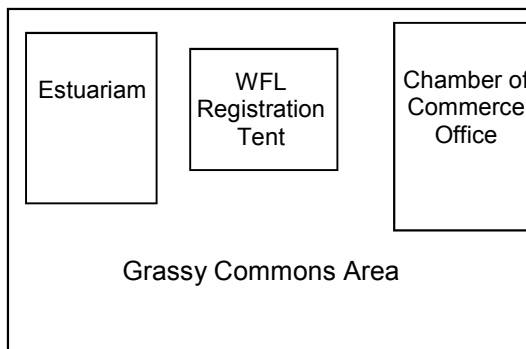 Estuariam
WFL
Registration
Tent
Chamber of
Commerce
Office
Grassy Commons Area